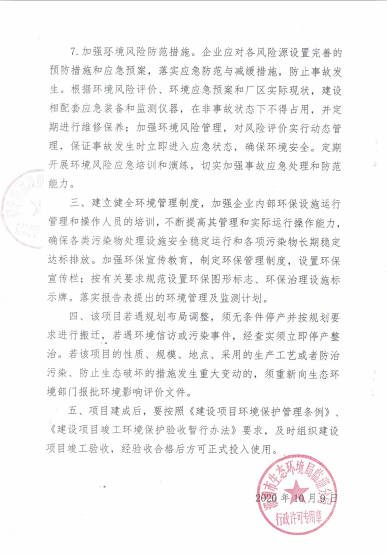 7.加强环境风险防范措施。企业应对各风险源设置完善的
预防措施和应急预案，落实应急防范与减缓措施，防止事故发
生。根据环境风险评价、环境应急预案和厂区实际现状，建设
相配套应急装备和监测仪器，在非事故状态下不得占用，并定
期进行维修保养；加强环境风险管理，对风险评价实行动态管
理，保证事故发生时立即进入应急状态，确保环境安全。定期
开展环境风险应急培训和演练，切实加强事故应急处理和防范
能力。
三、建立健全环境管理制度，加强企业内部环保设施运行
管理和操作人员的培训，不断提高其管理和实际运行操作能力，
确保各类污染物处理设施安全稳定运行和各项污染物长期稳定
达标排放。加强环保宣传教育，制定环保管理制度，设置环保
宣传栏；按有关要求规范设置环保图形标志、环保治理设施标
示牌。落实报告表提出的环境管理及监测计划。
四、该项目若遇规划布局调整，须无条件停产并按规划要
求进行搬迁，若遇环境信访或污染事件，经查实须立即停产整
治。若该项目的性质、规模、地点、采用的生产工艺或者防治
污染、防止生态破坏的措施发生重大变动的，须重新向生态环
境部门报批环境影响评价文件。
五、项目建成后，要按照《建设项目环境保护管理条例》、
《建设项目竣工环境保护验收暂行办法》要求，及时组织建设
项目竣工验收，经验收合格后方可正式投入使用。
市生态环境局临
2020年10月9日
行政许可专用章